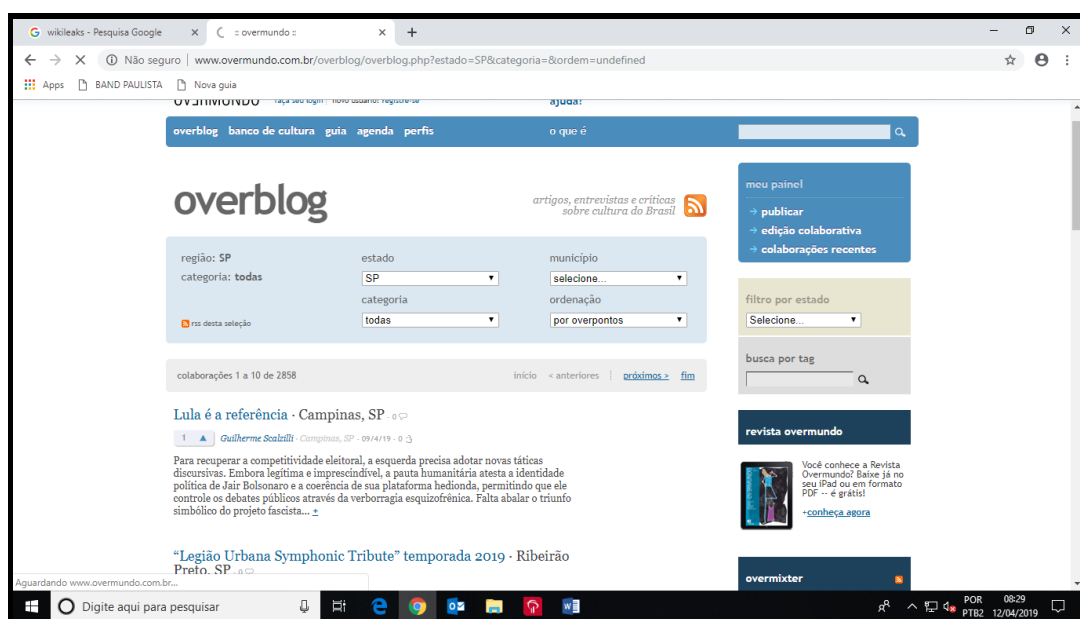 wikileaks - Pesquisa Google
:: overmundo ::
Não seguro | www.overmundo.com.br/overblog/overblog.php?estado=SP&categoria=&ordem=undefined
Apps BAND PAULISTA Nova guia
OVERMUNDO faça seu login | novo usuário? registre-se ajuda!
overblog banco de cultura guia agenda perfis o que é
overblog
artigos, entrevistas e críticas
sobre cultura do Brasil
região: SP
categoria: todas
rss desta seleção
estado
SP
categoria
todas
município
selecione...
ordenação
por overpontos
colaborações 1 a 10 de 2858 início < anteriores | próximos > fim
Lula é a referência · Campinas, SP - 0
1 ▲ Guilherme Scalzilli · Campinas, SP · 09/4/19 · 0
Para recuperar a competitividade eleitoral, a esquerda precisa adotar novas táticas
discursivas. Embora legítima e imprescindível, a pauta humanitária atesta a identidade
política de Jair Bolsonaro e a coerência de sua plataforma hedionda, permitindo que ele
controle os debates públicos através da verborragia esquizofrênica. Falta abalar o triunfo
simbólico do projeto fascista... +
“Legião Urbana Symphonic Tribute” temporada 2019 · Ribeirão
Preto, SP - 0
meu painel
→ publicar
→ edição colaborativa
→ colaborações recentes
filtro por estado
Selecione...
busca por tag
revista overmundo
Você conhece a Revista
Overmundo? Baixe já no
seu iPad ou em formato
PDF -- é grátis!
+conheça agora
overmixter
Aguardando www.overmundo.com.br...
Digite aqui para pesquisar
POR
PTB2
08:29
12/04/2019